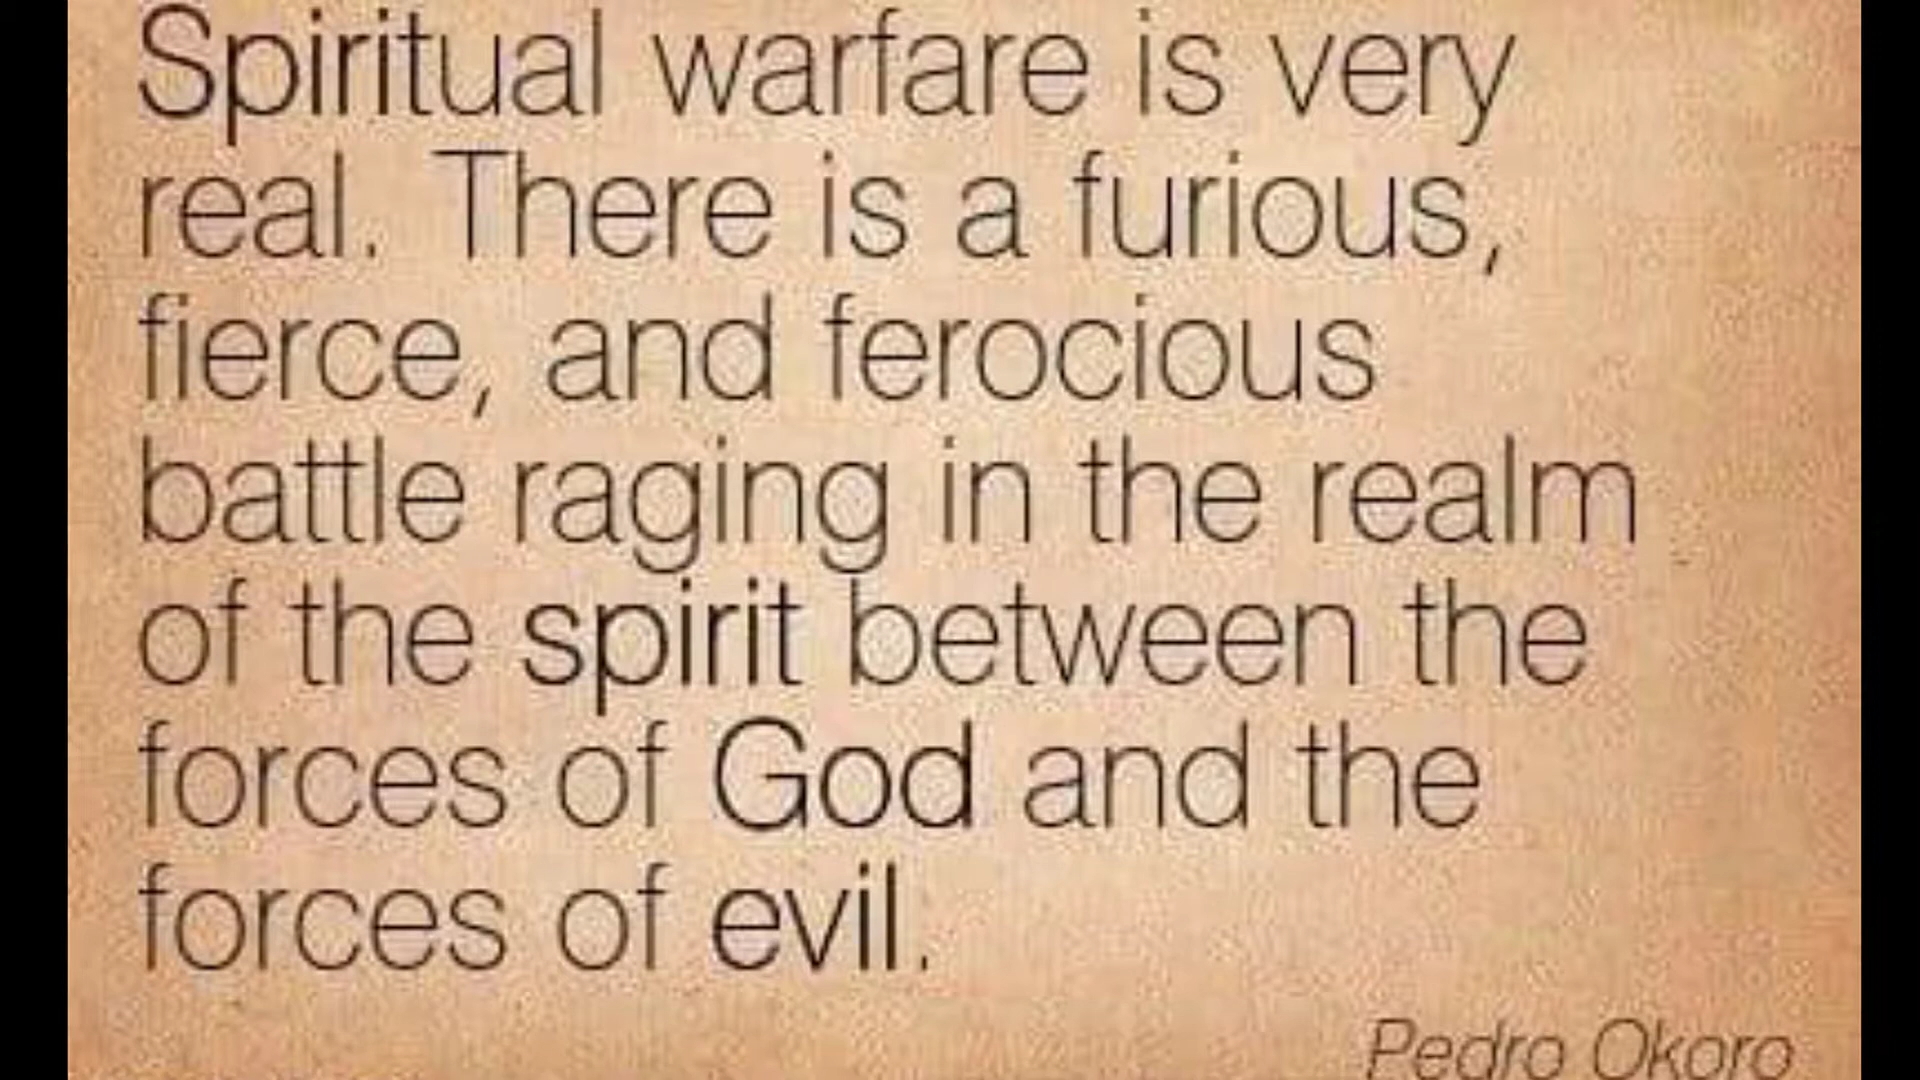 Spiritual warfare is very
real. There is a furious,
fierce, and ferocious
battle raging in the realm
of the spirit between the
forces of God and the
forces of evil.
Pedro Okoro